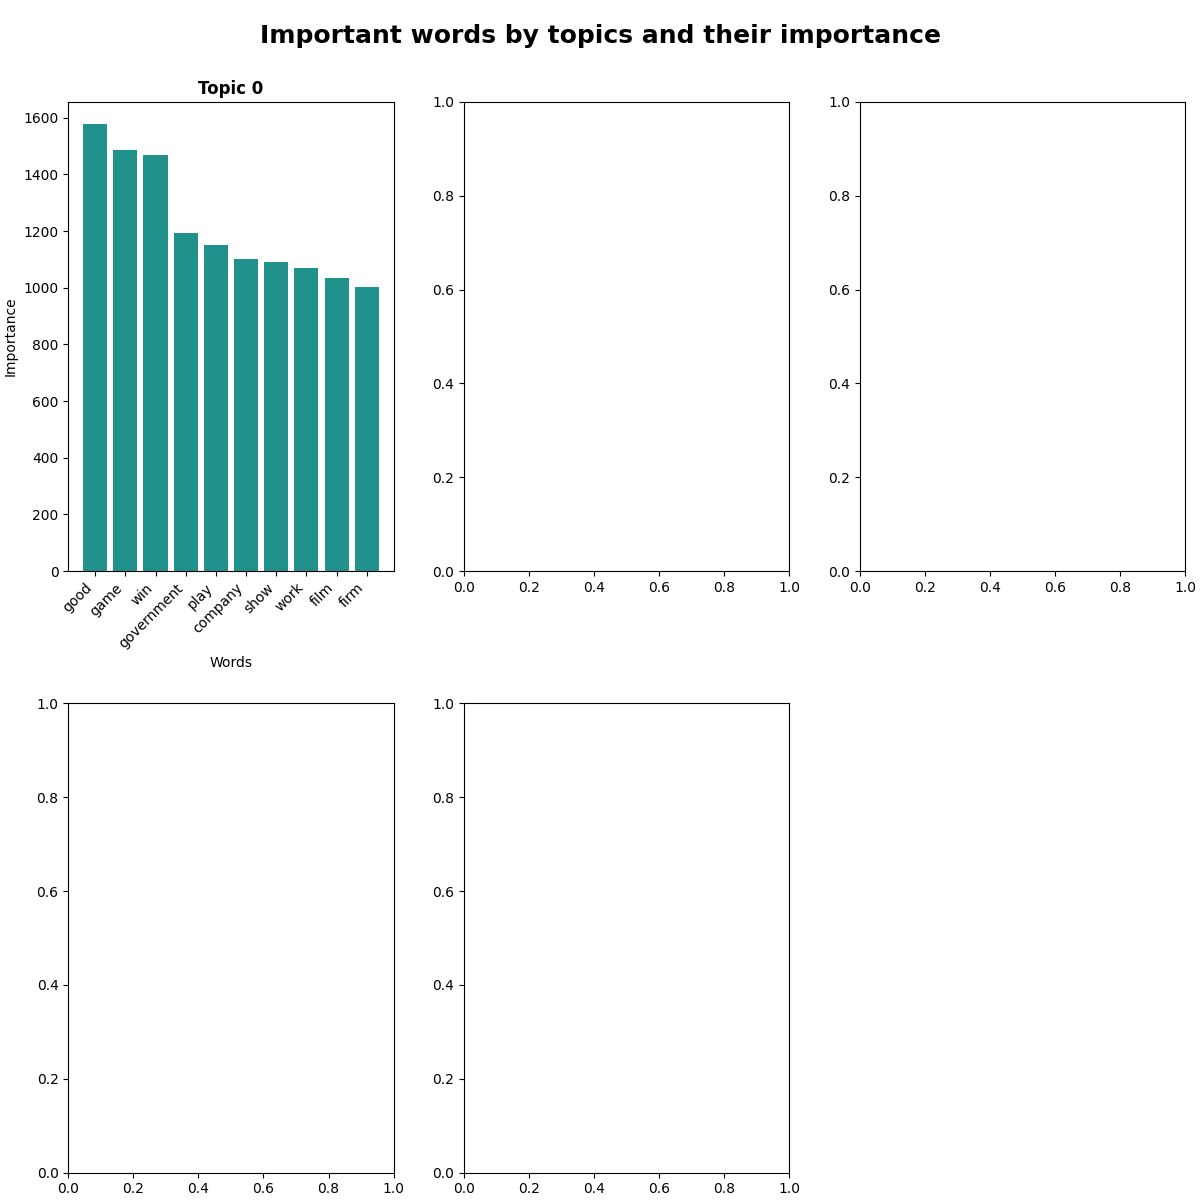 Important words by topics and their importance
Topic 0
Importance
1600
1400
1200
1000
800
600
400
200
0
good
game
win
government
play
company
show
work
film
firm
Words
1.0
0.8
0.6
0.4
0.2
0.0
0.0 0.2 0.4 0.6 0.8 1.0
1.0
0.8
0.6
0.4
0.2
0.0
0.0 0.2 0.4 0.6 0.8 1.0
1.0
0.8
0.6
0.4
0.2
0.0
0.0 0.2 0.4 0.6 0.8 1.0
1.0
0.8
0.6
0.4
0.2
0.0
0.0 0.2 0.4 0.6 0.8 1.0